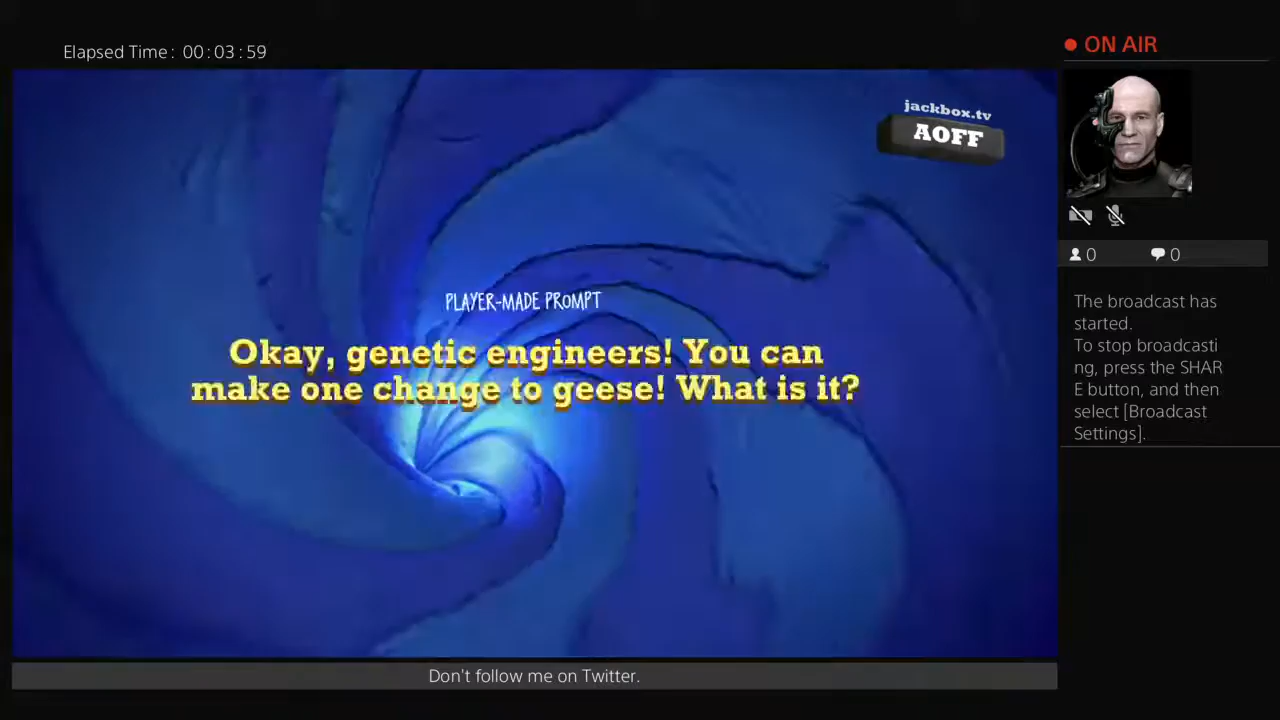 Elapsed Time: 00:03:59
ON AIR
jackbox.tv
AOFF
0
0
PLAYER-MADE PROMPT
Okay, genetic engineers! You can
make one change to geese! What is it?
The broadcast has
started.
To stop broadcasti
ng, press the SHAR
E button, and then
select [Broadcast
Settings].
Don't follow me on Twitter.